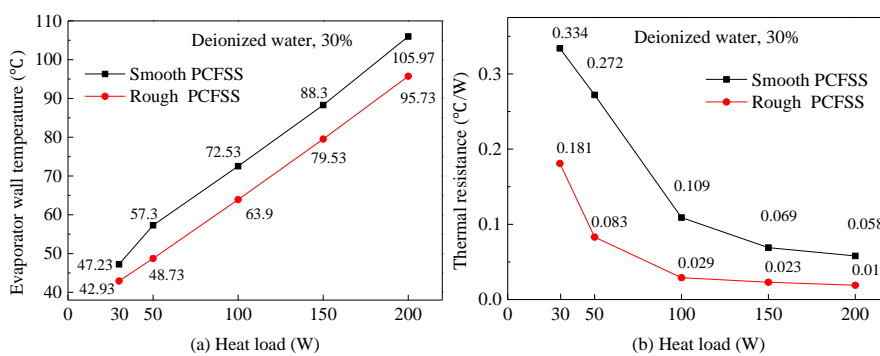 110
100
90
80
70
60
50
40
Evaporator wall temperature (℃)
Deionized water, 30%
Smooth PCFSS
Rough PCFSS
105.97
95.73
88.3
79.53
72.53
63.9
57.3
48.73
47.23
42.93
0 30 50 100 150 200
(a) Heat load (W)
0.3
0.2
0.1
0.0
Thermal resistance (℃/W)
Deionized water, 30%
Smooth PCFSS
Rough PCFSS
0.334
0.272
0.181
0.109
0.083
0.069
0.058
0.029
0.023
0.01
0 30 50 100 150 200
(b) Heat load (W)